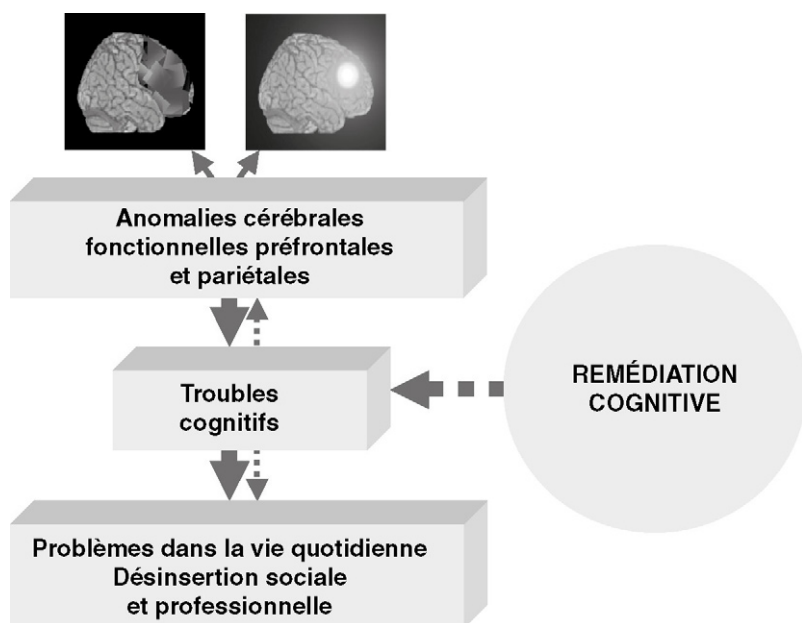 Anomalies cérébrales
fonctionnelles préfrontales
et pariétales
Troubles
cognitifs
REMÉDIATION
COGNITIVE
Problèmes dans la vie quotidienne
Désinsertion sociale
et professionnelle